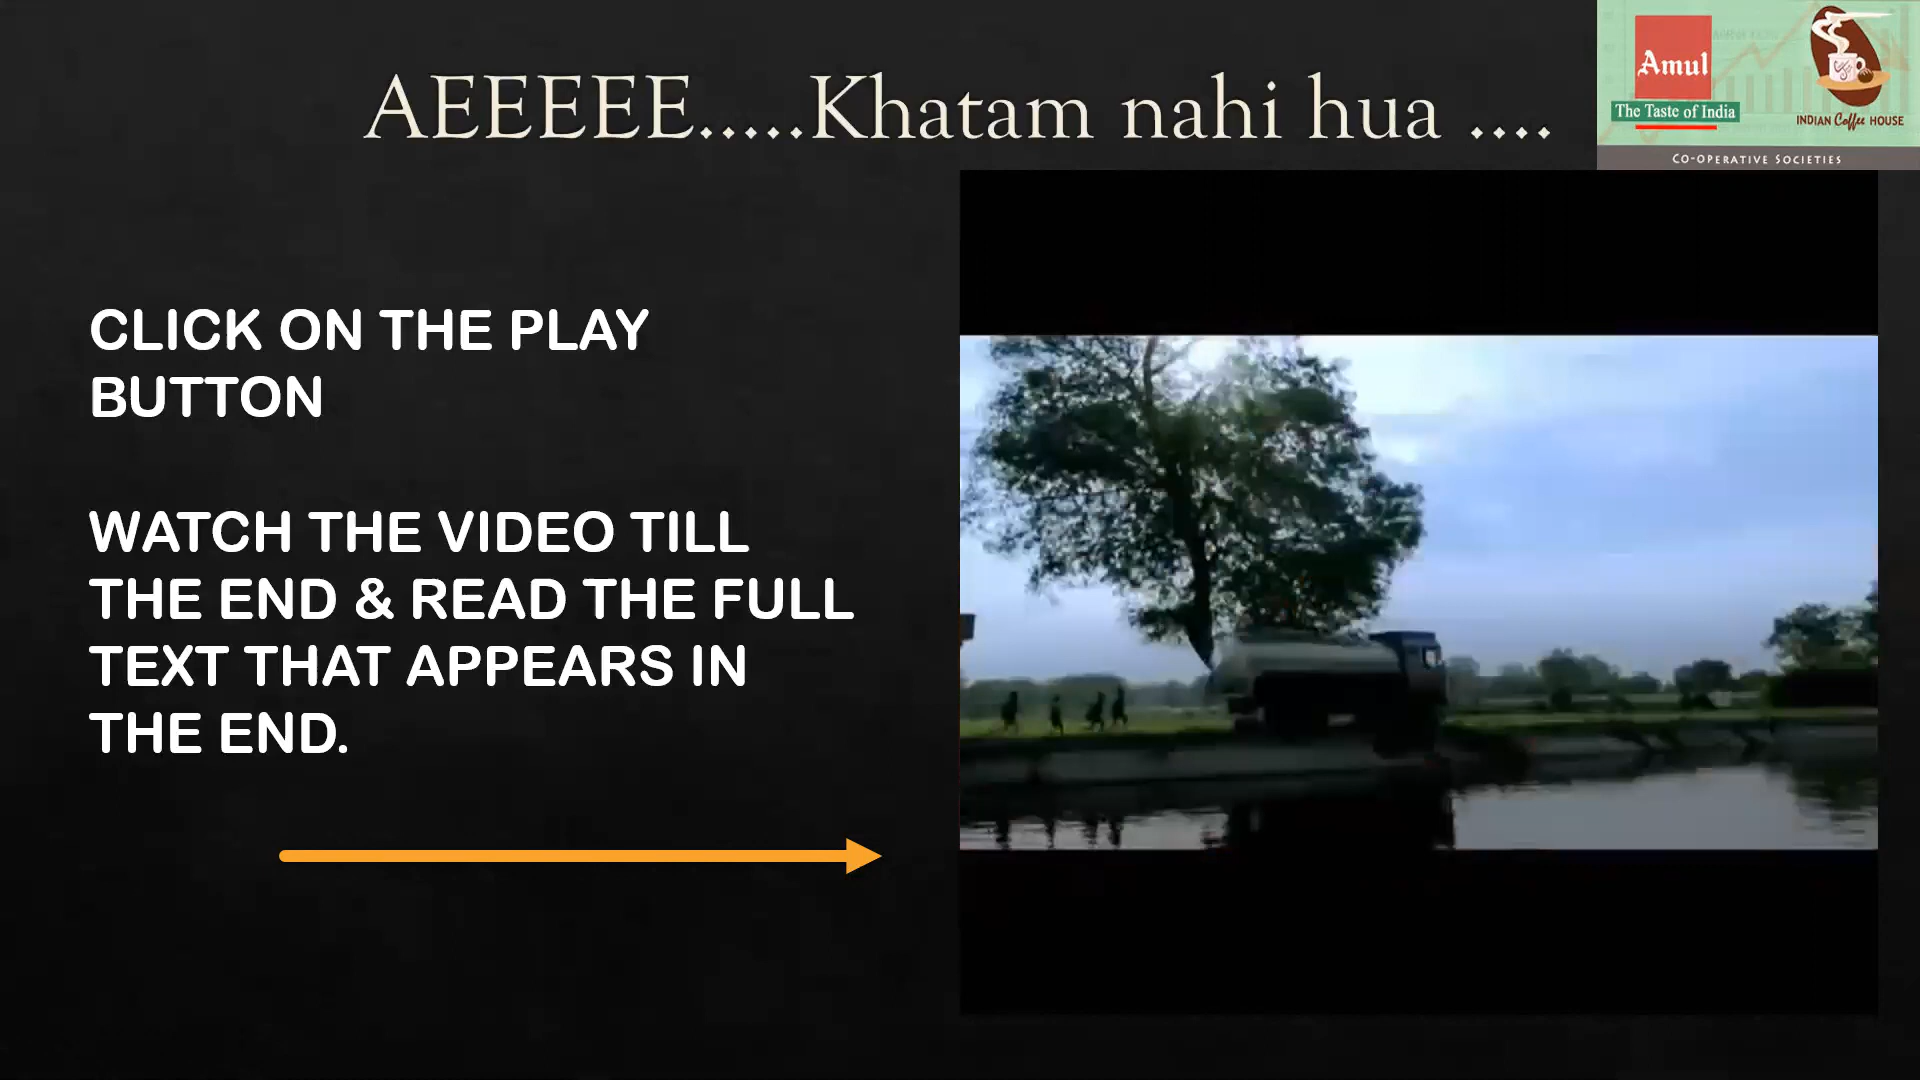 AEEEEE.....Khatam nahi hua ....
Amul
The Taste of India
INDIAN Coffee HOUSE
CO-OPERATIVE SOCIETIES
CLICK ON THE PLAY
BUTTON
WATCH THE VIDEO TILL
THE END & READ THE FULL
TEXT THAT APPEARS IN
THE END.